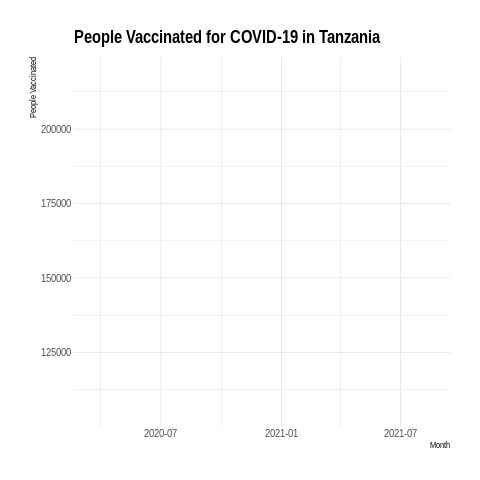 People Vaccinated for COVID-19 in Tanzania
People Vaccinated
200000
175000
150000
125000
2020-07
2021-01
2021-07
Month